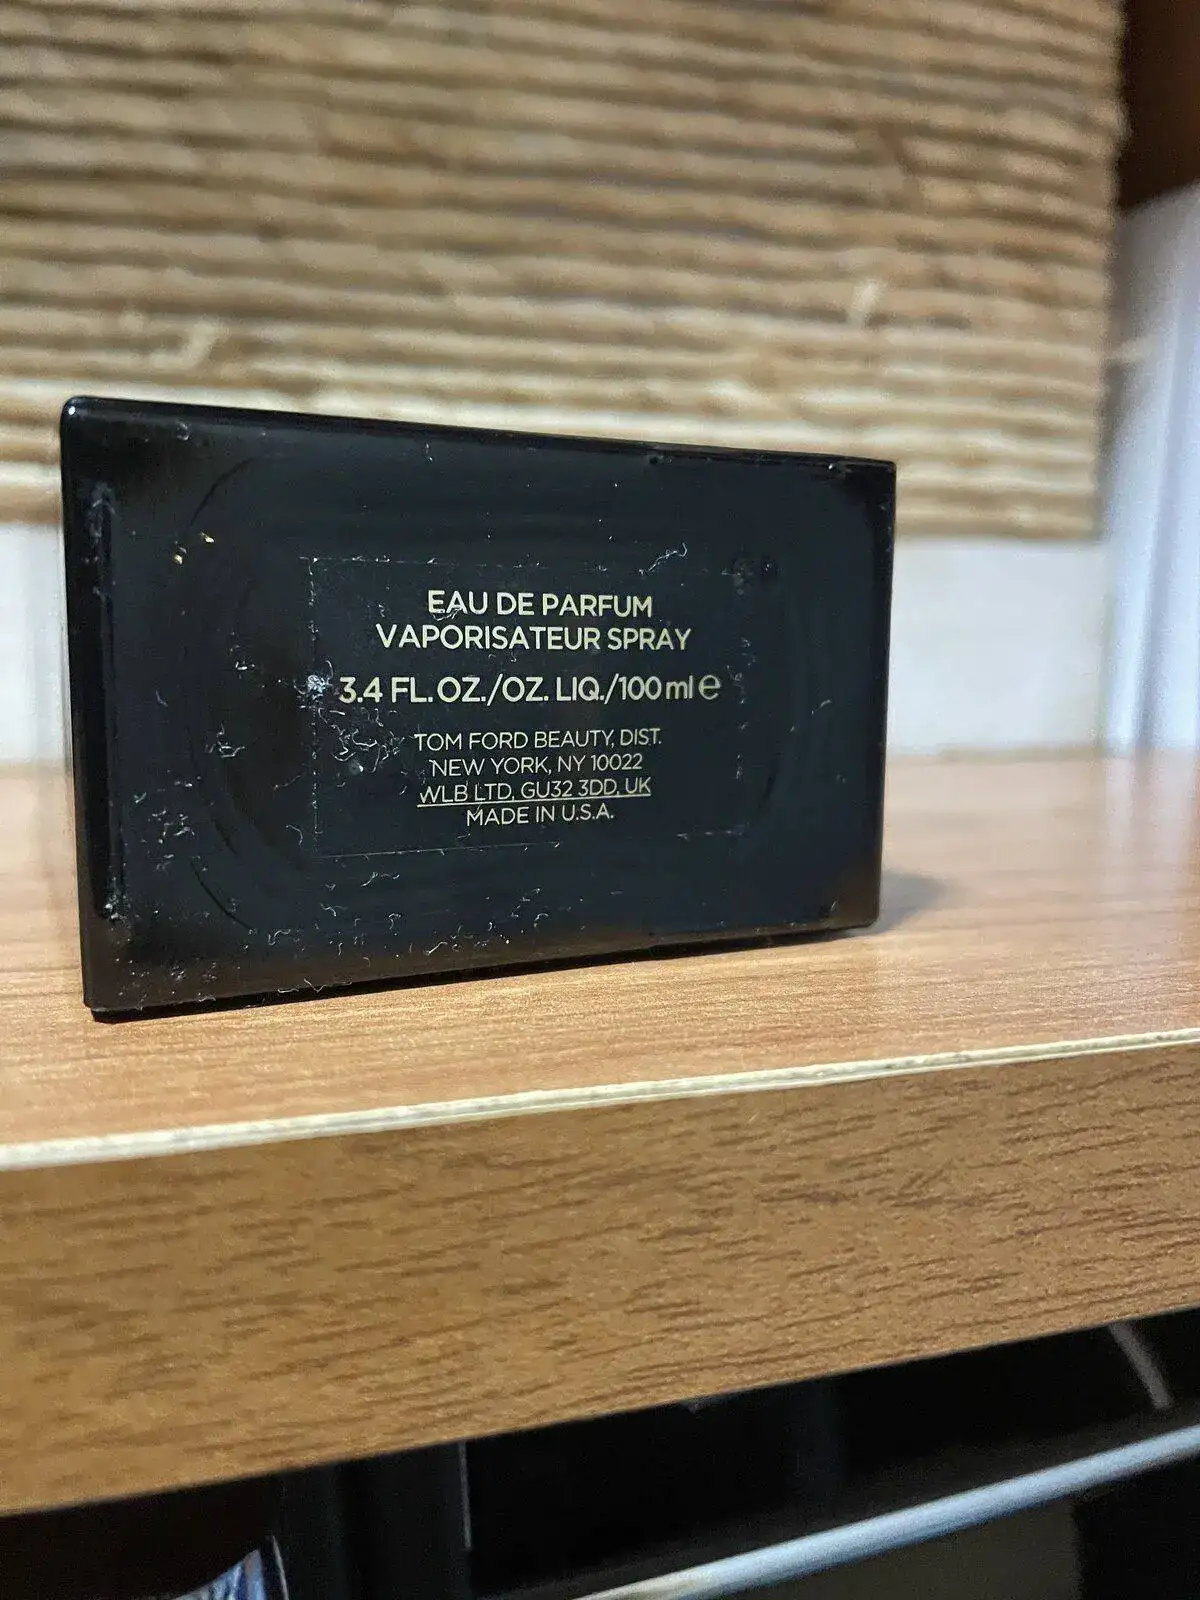 EAU DE PARFUM
VAPORISATEUR SPRAY
3.4 FL. OZ./OZ. LIQ./100 ml ℮
TOM FORD BEAUTY, DIST.
NEW YORK, NY 10022
WLB LTD, GU32 3DD, UK
MADE IN U.S.A.